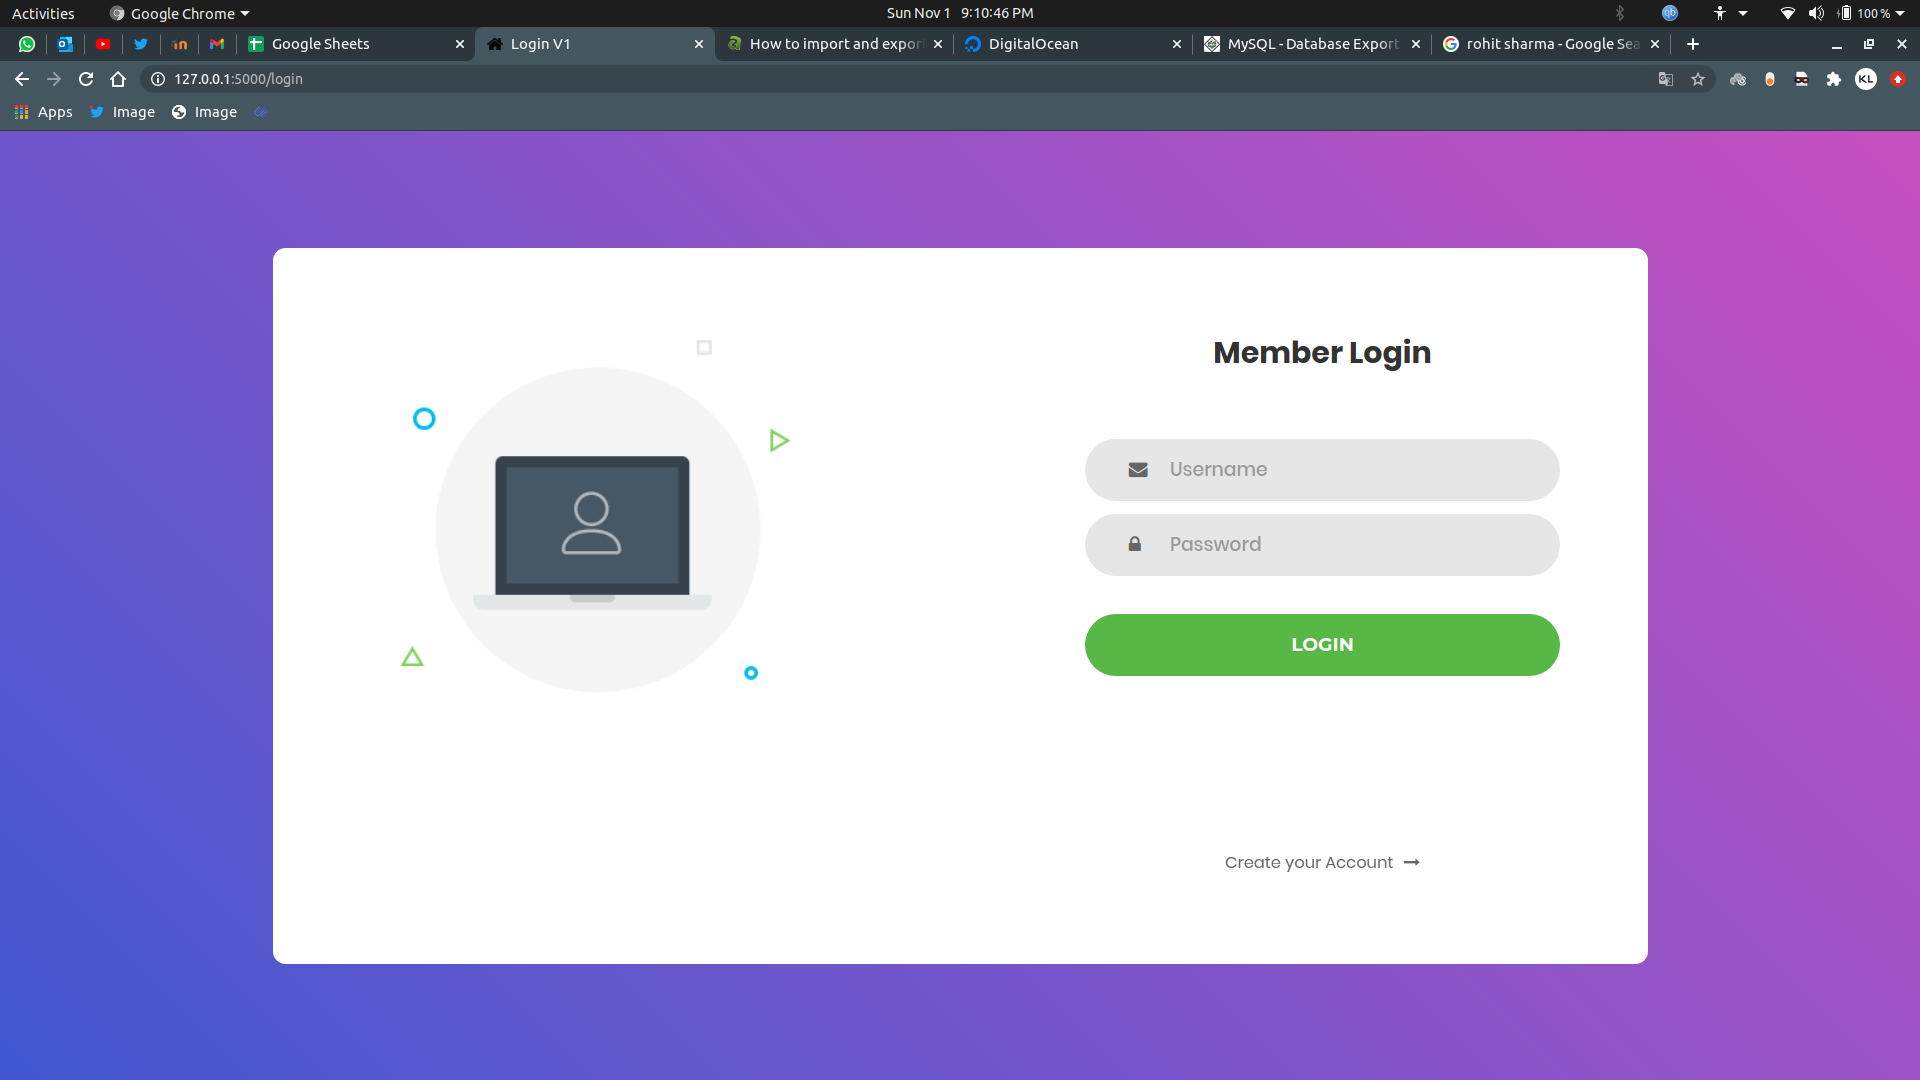 Activities
Google Chrome
Sun Nov 1 9:10:46 PM
qb
100 %
in
Google Sheets
Login V1
How to import and expor
DigitalOcean
MySQL - Database Export
rohit sharma - Google Sea
127.0.0.1:5000/login
KL
Apps
Image
Image
Member Login
Username
Password
LOGIN
Create your Account